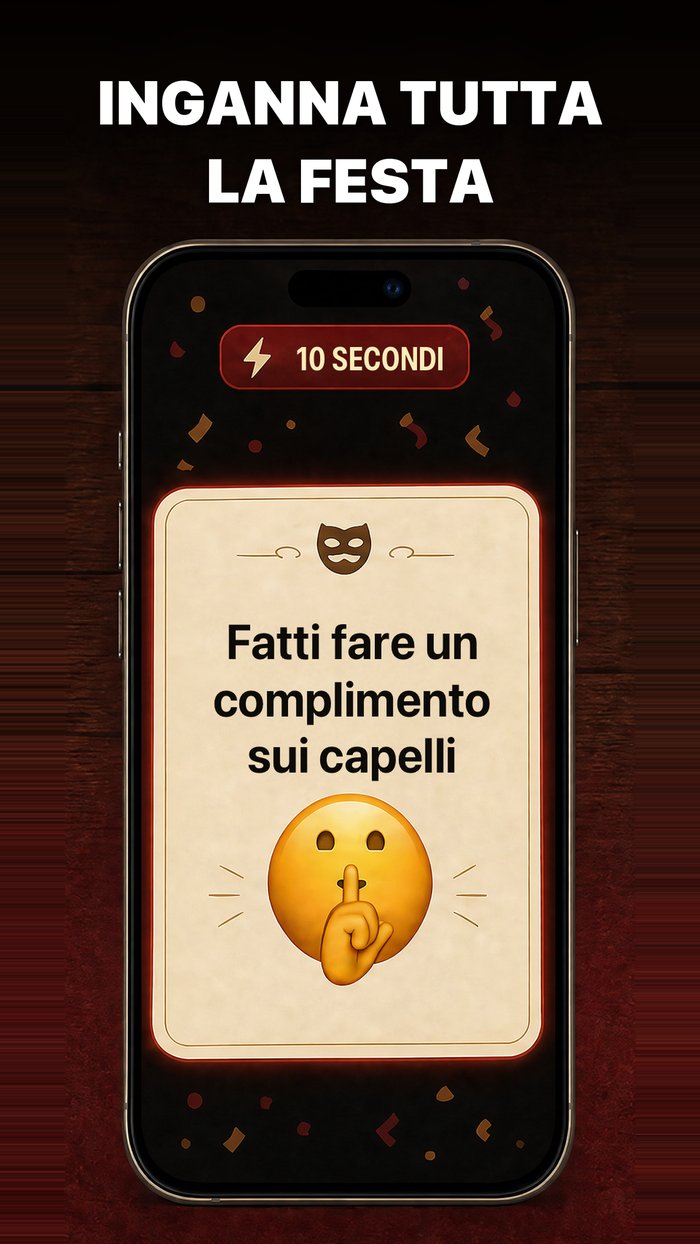 INGANNA TUTTA
LA FESTA
10 SECONDI
Fatti fare un
complimento
sui capelli